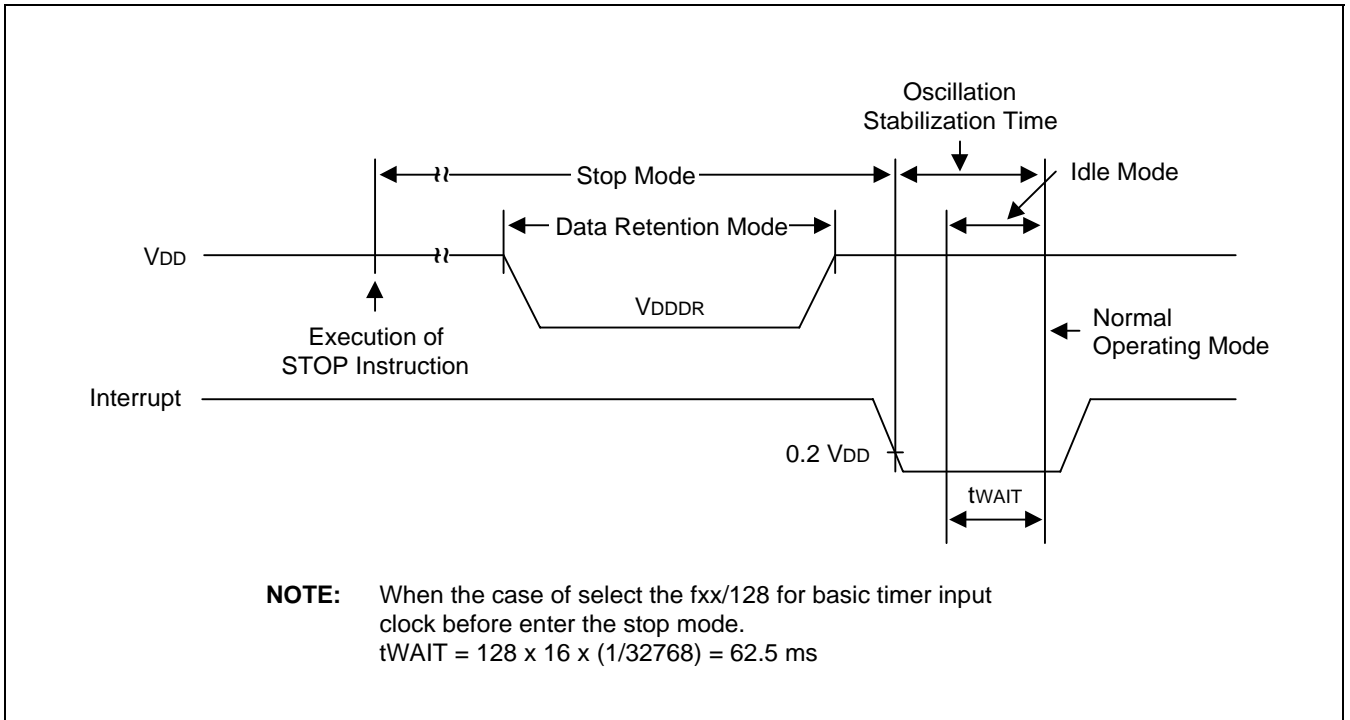 Oscillation
Stabilization Time
Stop Mode
Idle Mode
Data Retention Mode
VDD
VDDDR
Execution of
STOP Instruction
Normal
Operating Mode
Interrupt
0.2 VDD
tWAIT
NOTE: When the case of select the fxx/128 for basic timer input
clock before enter the stop mode.
tWAIT = 128 x 16 x (1/32768) = 62.5 ms